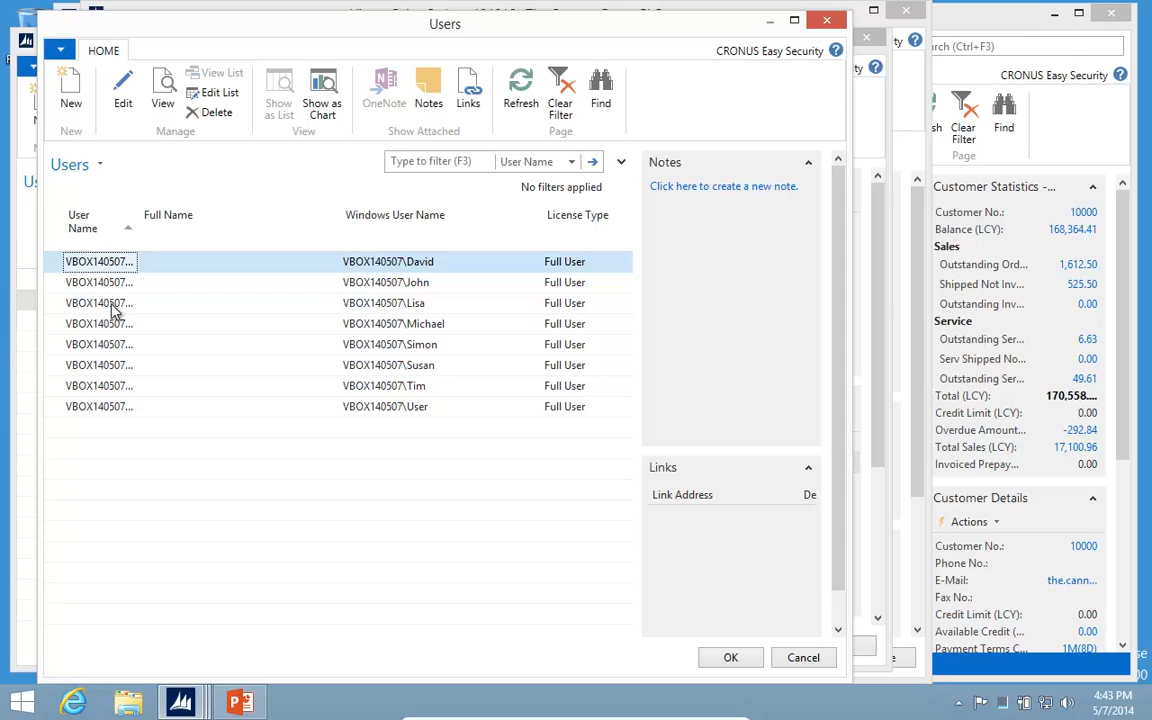 Users
HOME
CRONUS Easy Security
New
Edit
View
View List
Edit List
Delete
Show as List
Show as Chart
OneNote
Notes
Links
Refresh
Clear Filter
Find
New
Manage
View
Show Attached
Page
Users
Type to filter (F3)
User Name
No filters applied
User Name
Full Name
Windows User Name
License Type
VBOX140507... VBOX140507\David Full User
VBOX140507... VBOX140507\John Full User
VBOX140507... VBOX140507\Lisa Full User
VBOX140507... VBOX140507\Michael Full User
VBOX140507... VBOX140507\Simon Full User
VBOX140507... VBOX140507\Susan Full User
VBOX140507... VBOX140507\Tim Full User
VBOX140507... VBOX140507\User Full User
Notes
Click here to create a new note.
Links
Link Address De
OK
Cancel
rch (Ctrl+F3)
CRONUS Easy Security
sh
Clear Filter
Find
Page
Customer Statistics -...
Customer No.: 10000
Balance (LCY) 168,364.41
Sales
Outstanding Ord... 1,612.50
Shipped Not Inv... 525.50
Outstanding Inv... 0.00
Service
Outstanding Ser... 6.63
Serv Shipped No... 0.00
Outstanding Ser... 49.61
Total (LCY) 170,558....
Credit Limit (LCY) 0.00
Overdue Amount... -292.84
Total Sales (LCY) 17,100.96
Invoiced Prepay... 0.00
Customer Details
Actions
Customer No.: 10000
Phone No.:
E-Mail: the.cann...
Fax No.:
Credit Limit (LCY) 0.00
Available Credit (... 0.00
Payment Terms C... 1M(8D)
4:43 PM
5/7/2014